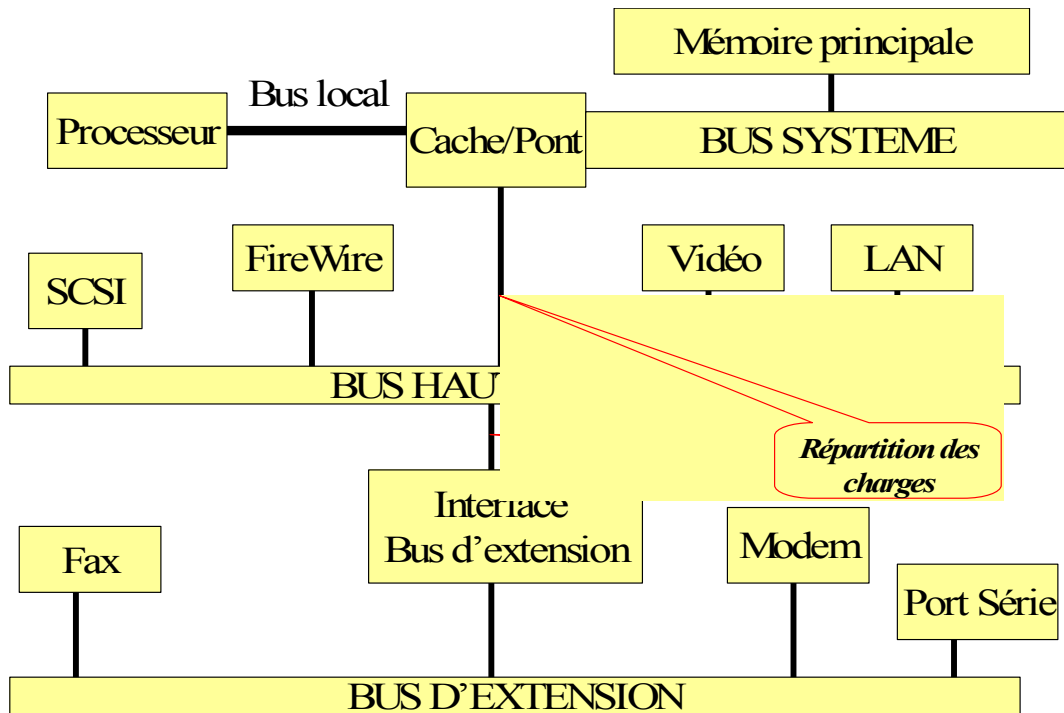 Mémoire principale
Bus local
Processeur
Cache/Pont
BUS SYSTEME
FireWire
Vidéo
LAN
SCSI
BUS
Répartition des
charges
Interface
Bus d’extension
Fax
Modem
Port Série
BUS D’EXTENSION